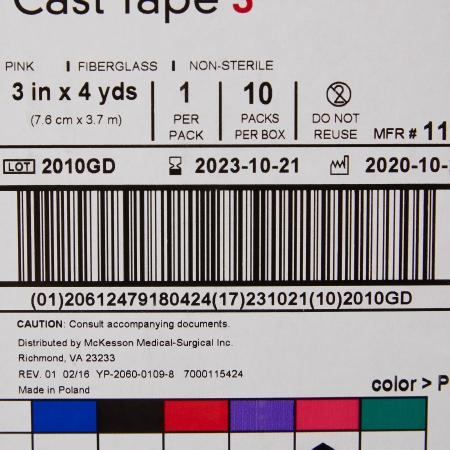 Cast Tape 3
PINK | FIBERGLASS | NON-STERILE
3 in x 4 yds
(7.6 cm x 3.7 m)
1
PER
PACK
10
PACKS
PER BOX
2
DO NOT
REUSE
MFR # 11
LOT 2010GD
2023-10-21
2020-10-
(01)20612479180424(17)231021(10)2010GD
CAUTION: Consult accompanying documents.
Distributed by McKesson Medical-Surgical Inc.
Richmond, VA 23233
REV. 01 02/16 YP-2060-0109-8 7000115424
Made in Poland
color > P